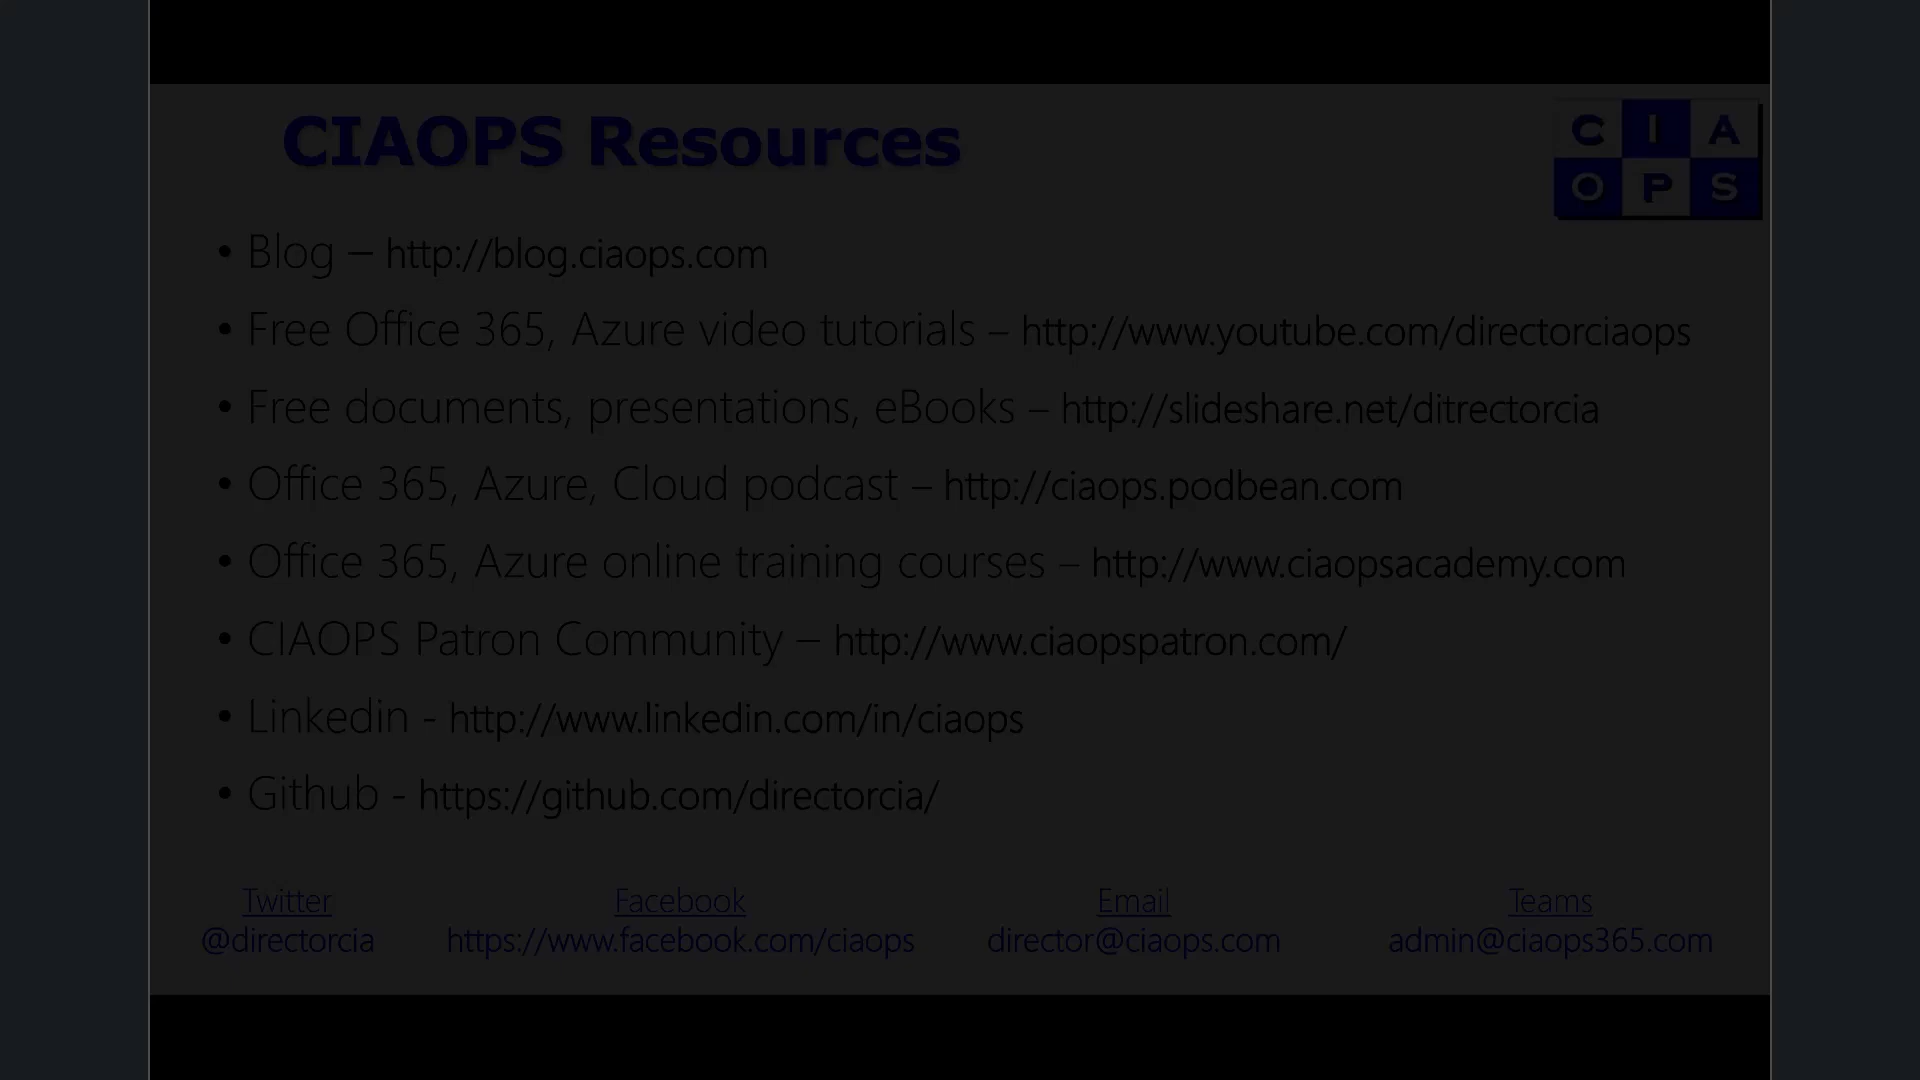 CIAOPS Resources
C I A
O P S
• Blog – http://blog.ciaops.com
• Free Office 365, Azure video tutorials – http://www.youtube.com/directorciaops
• Free documents, presentations, eBooks – http://slideshare.net/ditrectorcia
• Office 365, Azure, Cloud podcast – http://ciaops.podbean.com
• Office 365, Azure online training courses – http://www.ciaopsacademy.com
• CIAOPS Patron Community – http://www.ciaopspatron.com/
• Linkedin - http://www.linkedin.com/in/ciaops
• Github - https://github.com/directorcia/
Twitter Facebook Email Teams
@directorcia https://www.facebook.com/ciaops director@ciaops.com admin@ciaops365.com